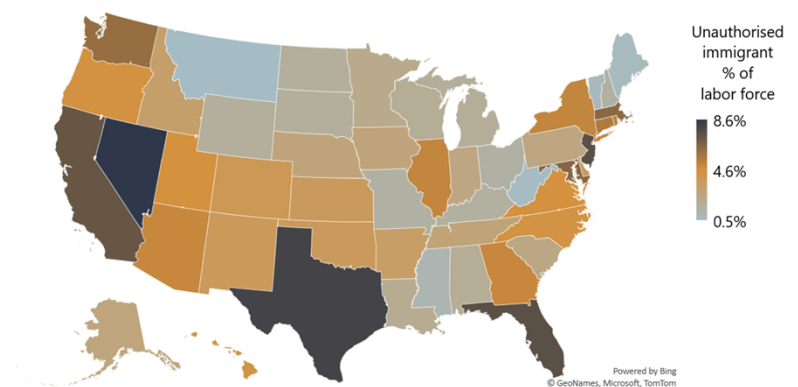 Unauthorised
immigrant
% of
labor force
8.6%
4.6%
0.5%
Powered by Bing
© GeoNames, Microsoft, TomTom